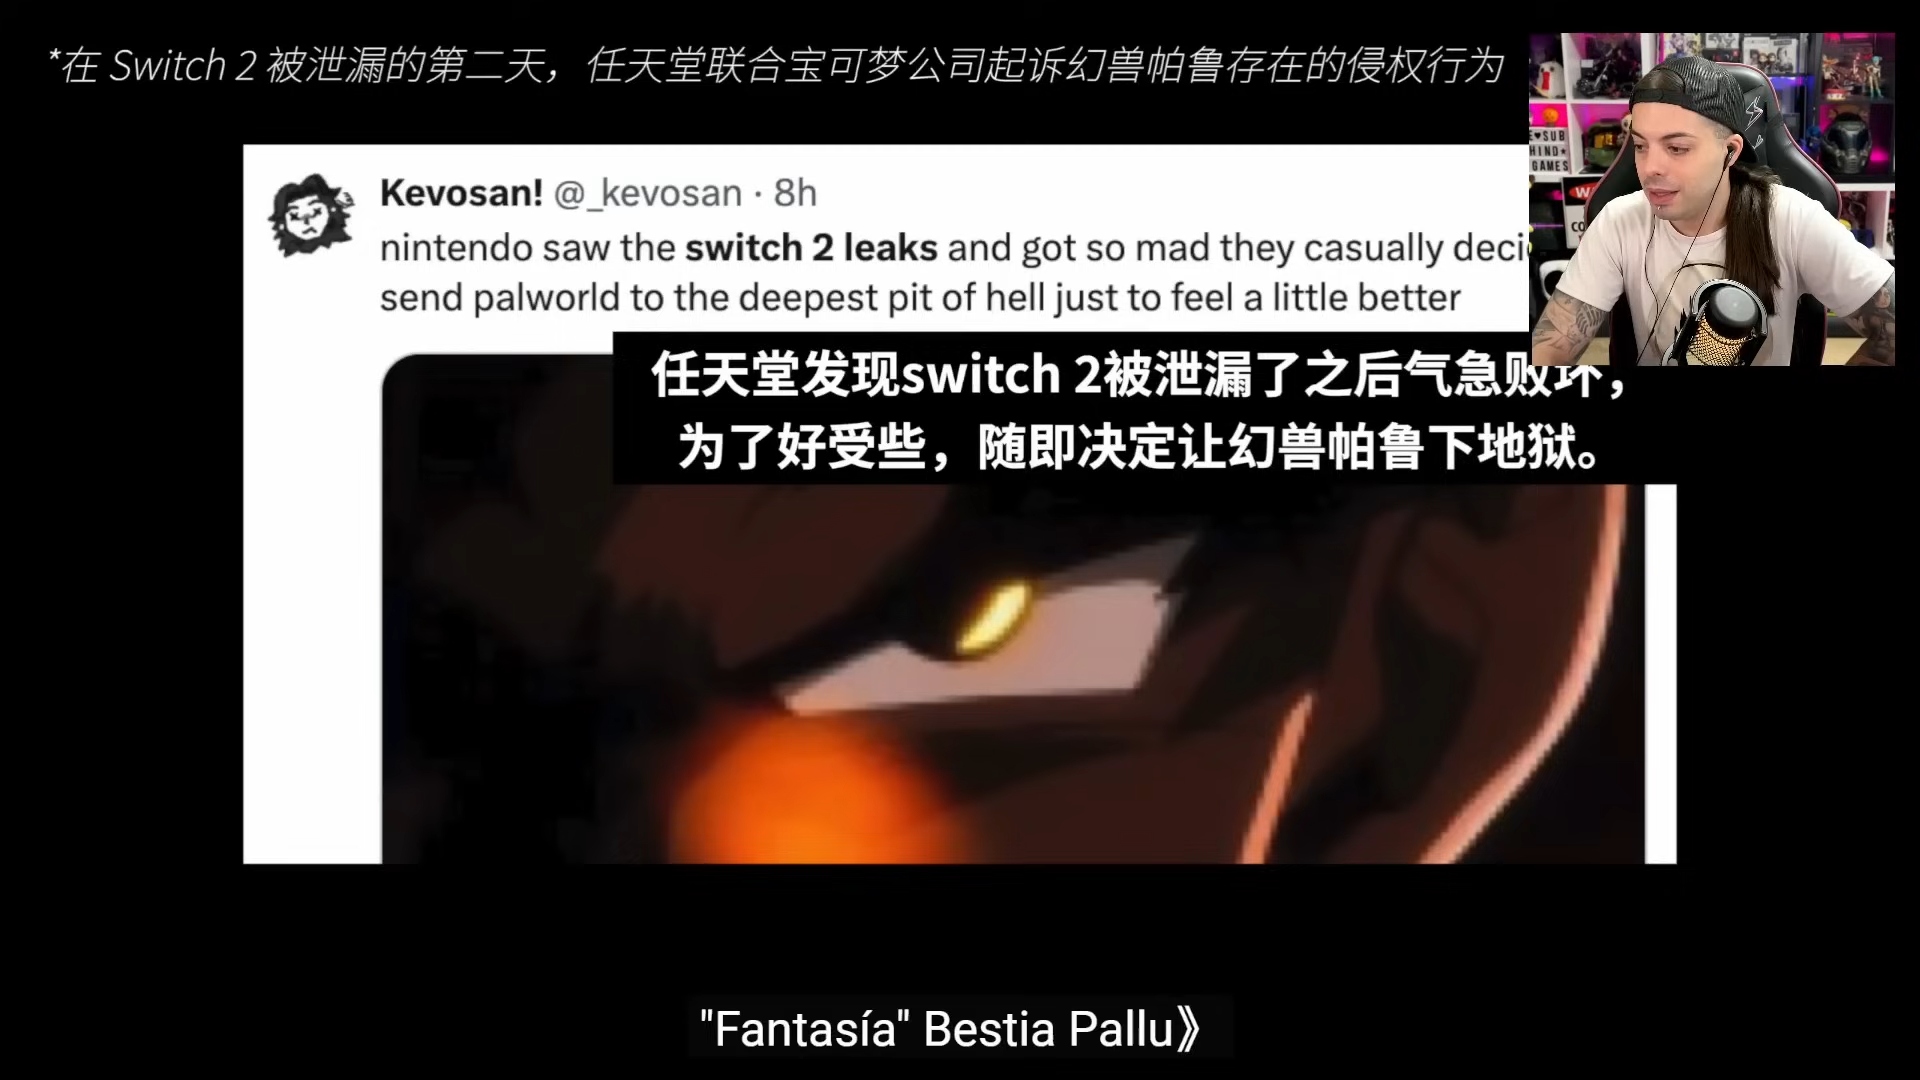 *在 Switch 2 被泄漏的第二天，任天堂联合宝可梦公司起诉幻兽帕鲁存在的侵权行为
Kevosan! @_kevosan · 8h
nintendo saw the switch 2 leaks and got so mad they casually
send palworld to the deepest pit of hell just to feel a little better
任天堂发现switch 2被泄漏了之后气急败坏，
为了好受些，随即决定让幻兽帕鲁下地狱。
SUB
GAMES
"Fantasía" Bestia Pallu》